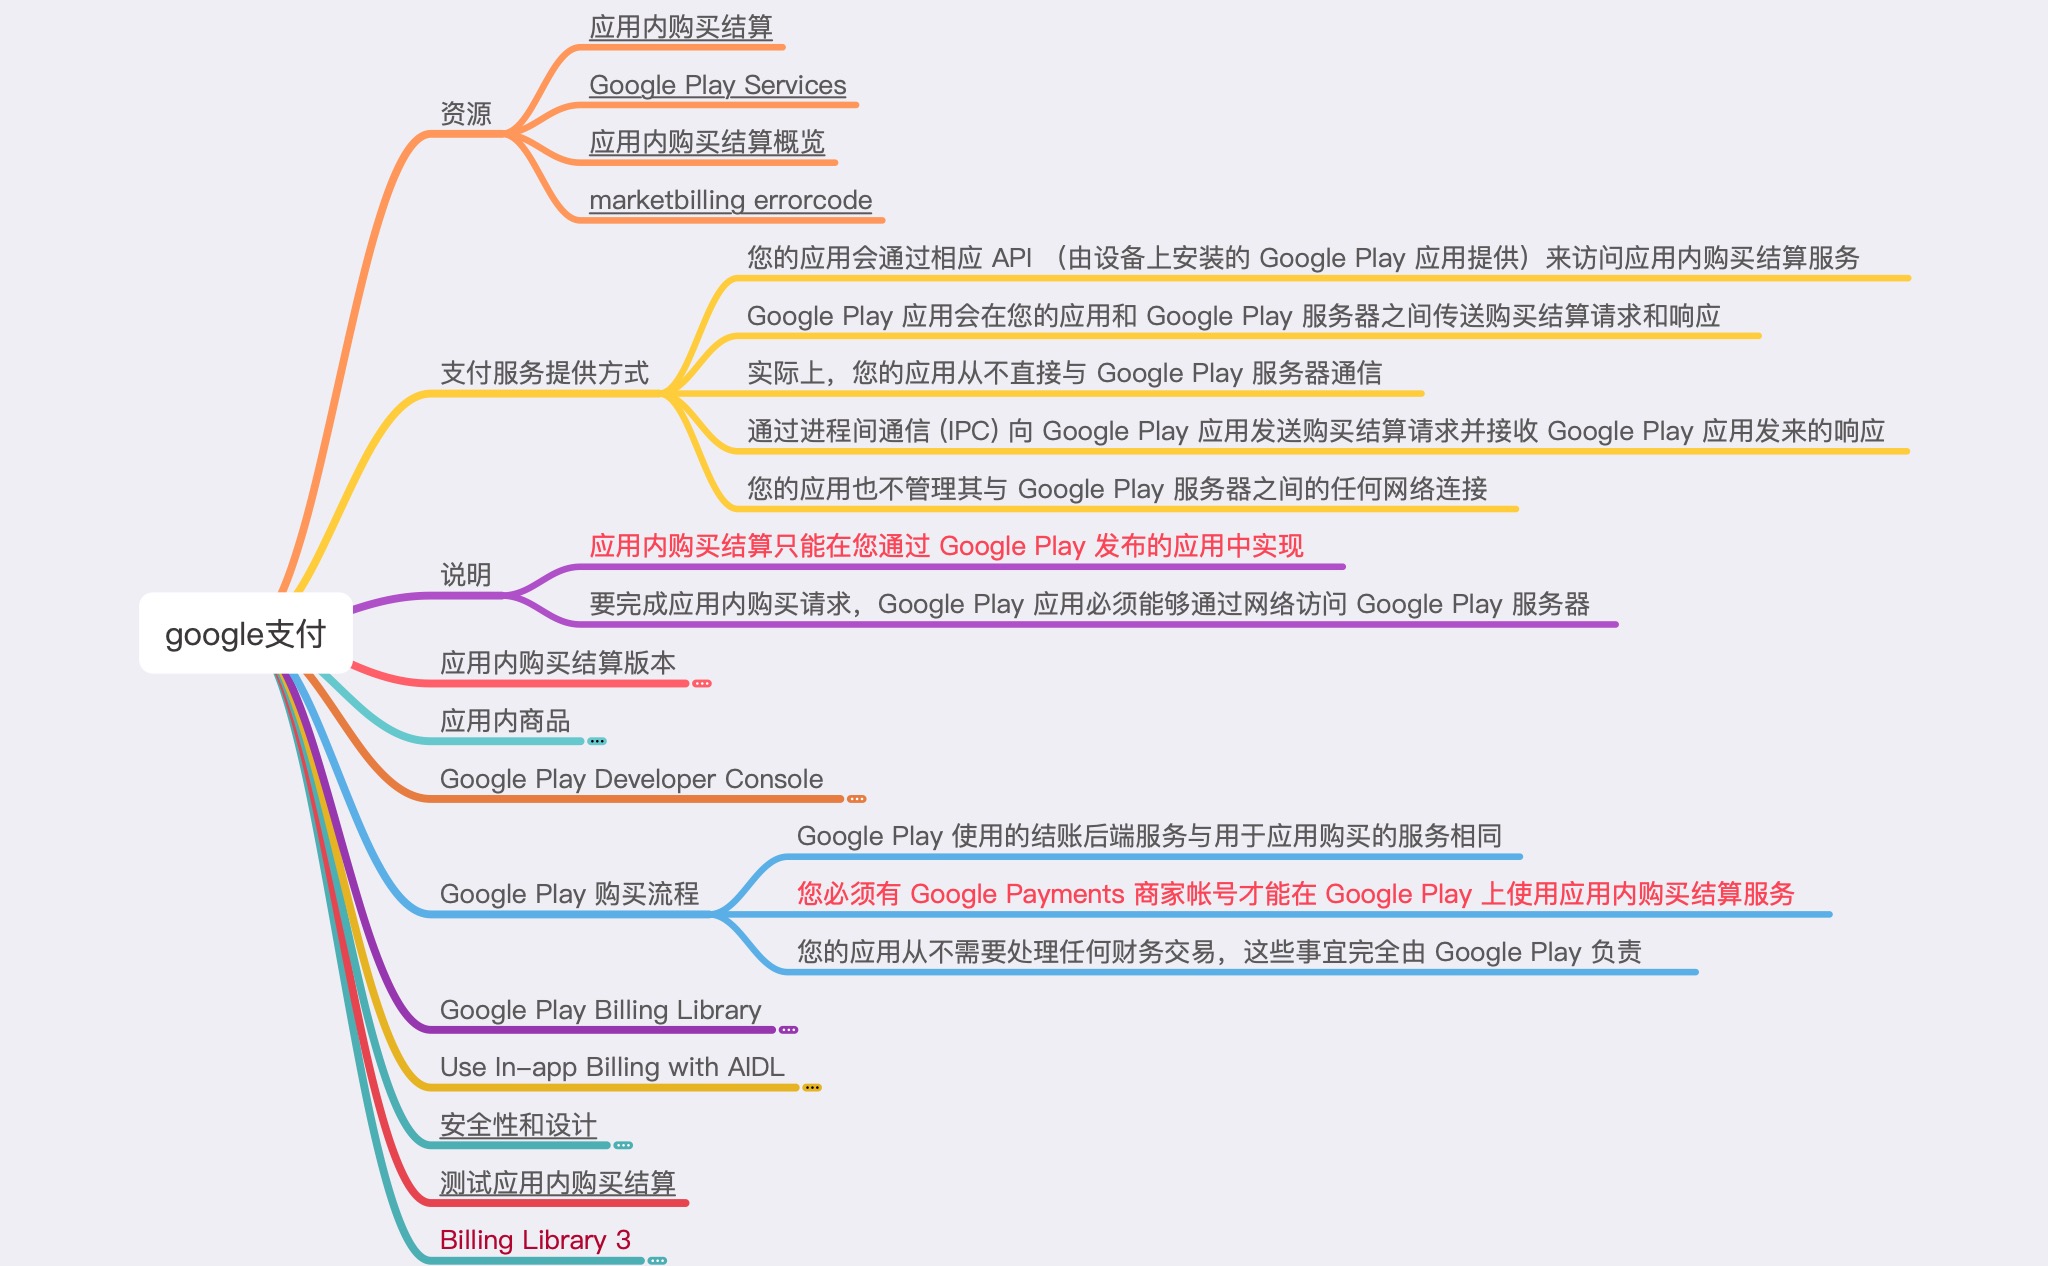 google支付
资源
应用内购买结算
Google Play Services
应用内购买结算概览
marketbilling errorcode
支付服务提供方式
您的应用会通过相应 API （由设备上安装的 Google Play 应用提供）来访问应用内购买结算服务
Google Play 应用会在您的应用和 Google Play 服务器之间传送购买结算请求和响应
实际上，您的应用从不直接与 Google Play 服务器通信
通过进程间通信 (IPC) 向 Google Play 应用发送购买结算请求并接收 Google Play 应用发来的响应
您的应用也不管理其与 Google Play 服务器之间的任何网络连接
说明
应用内购买结算只能在您通过 Google Play 发布的应用中实现
要完成应用内购买请求，Google Play 应用必须能够通过网络访问 Google Play 服务器
应用内购买结算版本
应用内商品
Google Play Developer Console
Google Play 购买流程
Google Play 使用的结账后端服务与用于应用购买的服务相同
您必须有 Google Payments 商家帐号才能在 Google Play 上使用应用内购买结算服务
您的应用从不需要处理任何财务交易，这些事宜完全由 Google Play 负责
Google Play Billing Library
Use In-app Billing with AIDL
安全性和设计
测试应用内购买结算
Billing Library 3